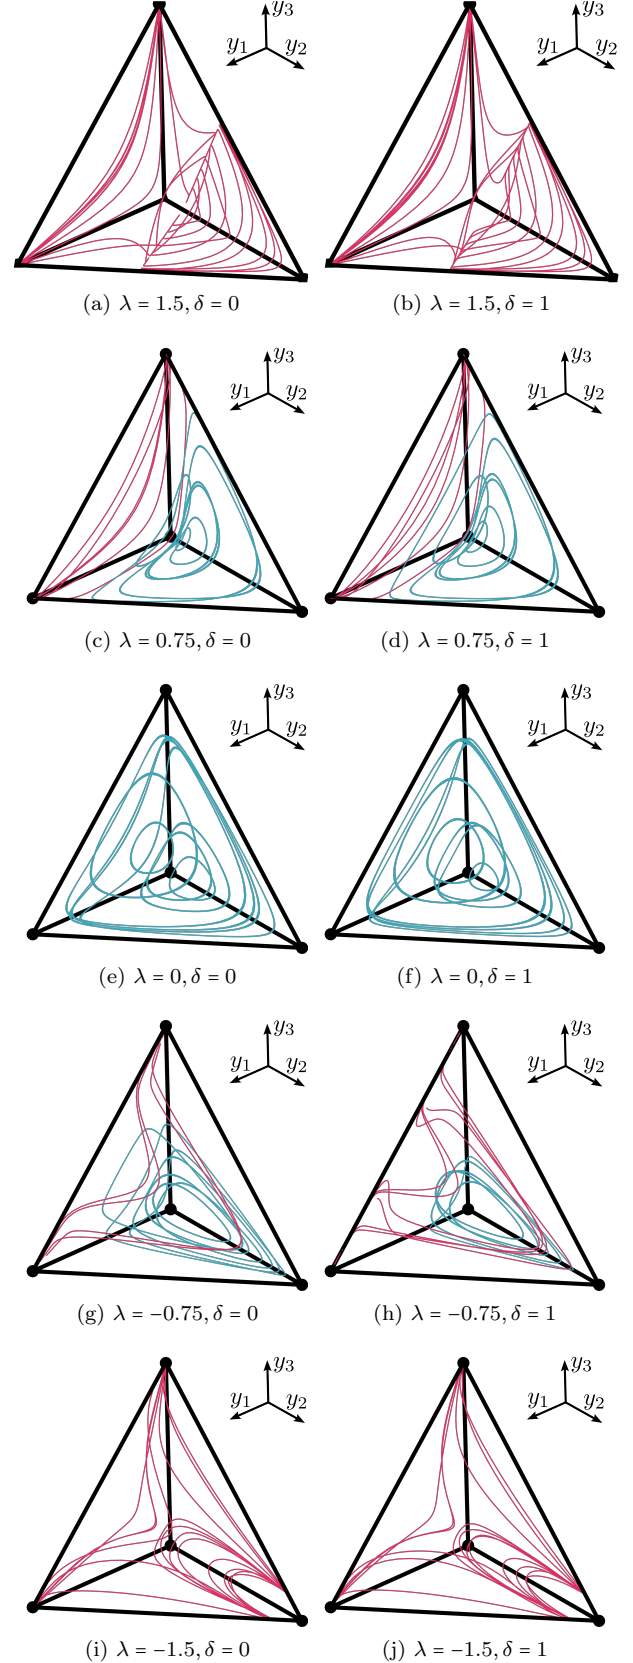 y₃ y₃
y₁ y₂ y₁ y₂
(a) λ = 1.5, δ = 0 (b) λ = 1.5, δ = 1
y₃ y₃
y₁ y₂ y₁ y₂
(c) λ = 0.75, δ = 0 (d) λ = 0.75, δ = 1
y₃ y₃
y₁ y₂ y₁ y₂
(e) λ = 0, δ = 0 (f) λ = 0, δ = 1
y₃ y₃
y₁ y₂ y₁ y₂
(g) λ = −0.75, δ = 0 (h) λ = −0.75, δ = 1
y₃ y₃
y₁ y₂ y₁ y₂
(i) λ = −1.5, δ = 0 (j) λ = −1.5, δ = 1